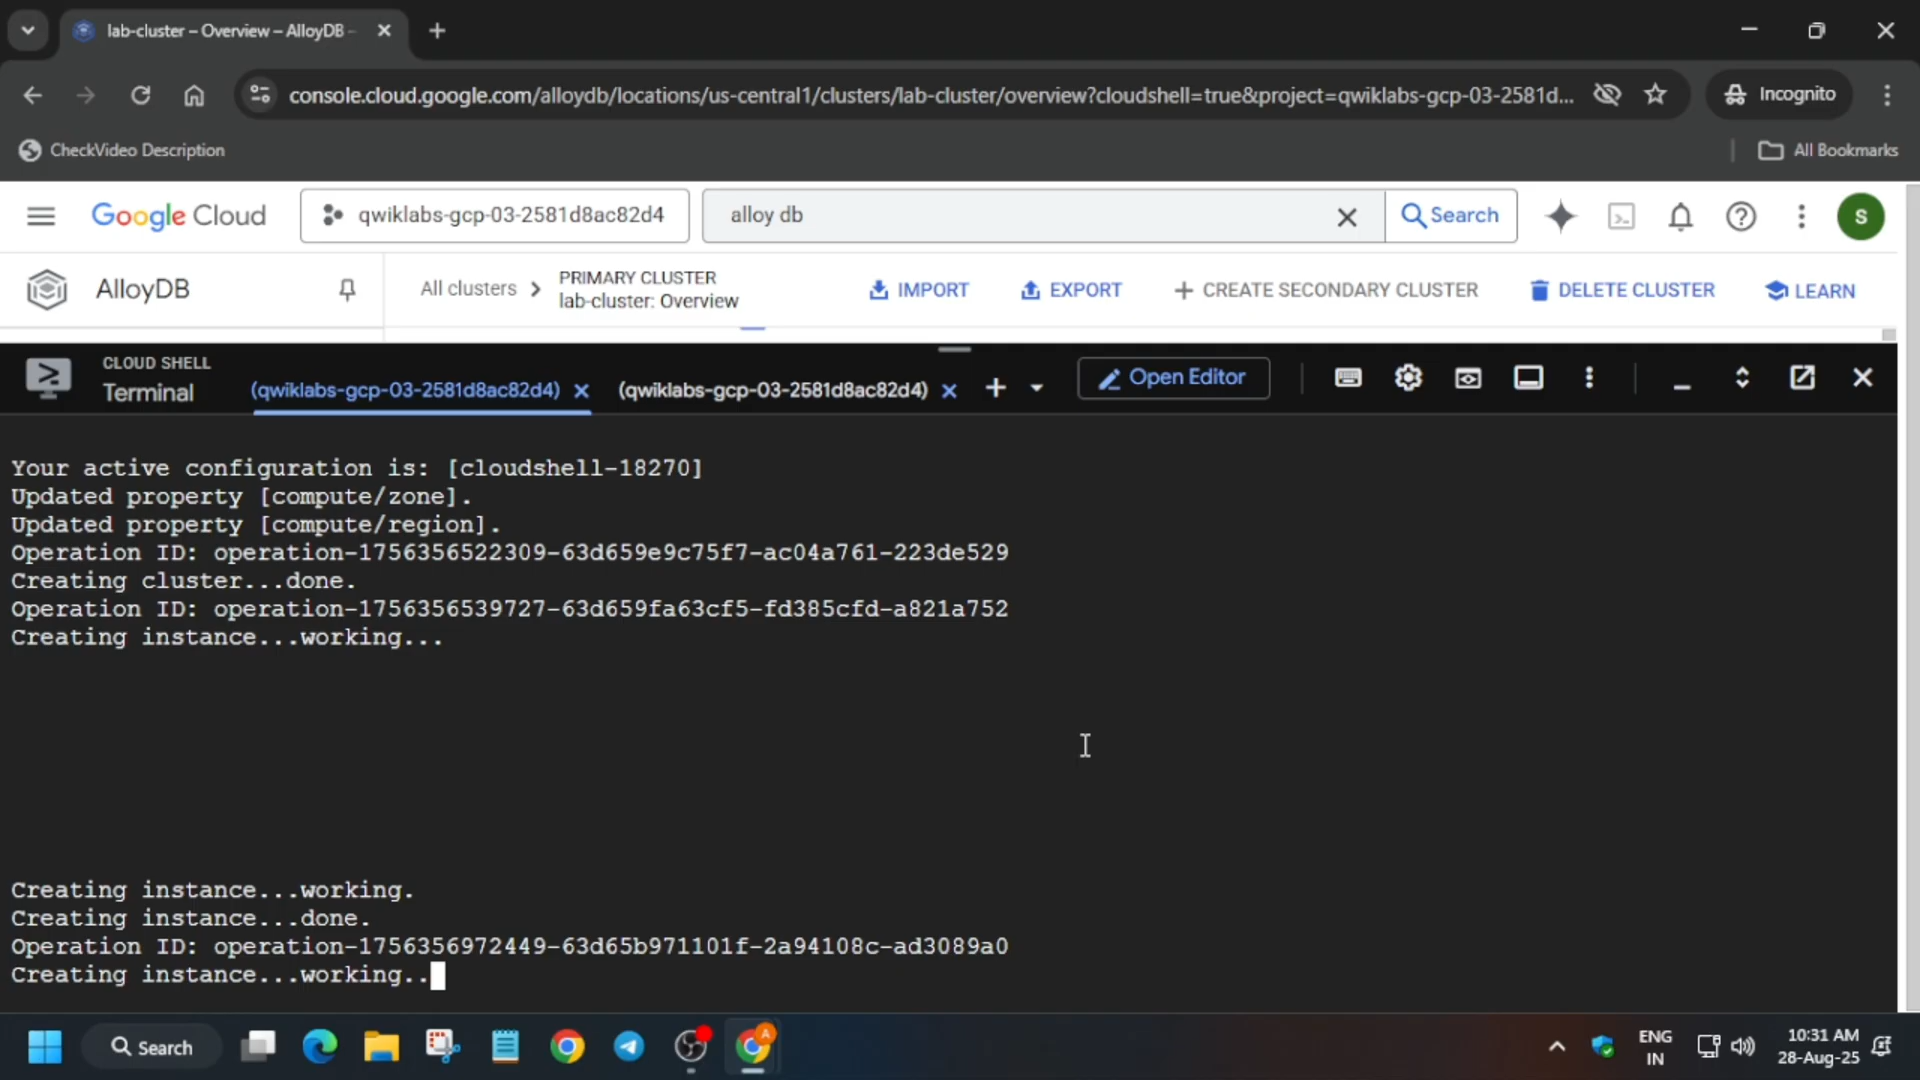 lab-cluster – Overview – AlloyDB -
console.cloud.google.com/alloydb/locations/us-central1/clusters/lab-cluster/overview?cloudshell=true&project=qwiklabs-gcp-03-2581d...
Incognito
CheckVideo Description
All Bookmarks
Google Cloud
qwiklabs-gcp-03-2581d8ac82d4
alloy db
Search
S
AlloyDB
All clusters
PRIMARY CLUSTER
lab-cluster: Overview
IMPORT
EXPORT
CREATE SECONDARY CLUSTER
DELETE CLUSTER
LEARN
CLOUD SHELL
Terminal
(qwiklabs-gcp-03-2581d8ac82d4)
(qwiklabs-gcp-03-2581d8ac82d4)
Open Editor
Your active configuration is: [cloudshell-18270]
Updated property [compute/zone].
Updated property [compute/region].
Operation ID: operation-1756356522309-63d659e9c75f7-ac04a761-223de529
Creating cluster...done.
Operation ID: operation-1756356539727-63d659fa63cf5-fd385cfd-a821a752
Creating instance...working...
Creating instance...working.
Creating instance...done.
Operation ID: operation-1756356972449-63d65b971101f-2a94108c-ad3089a0
Creating instance...working..
Search
A
ENG
IN
10:31 AM
28-Aug-25